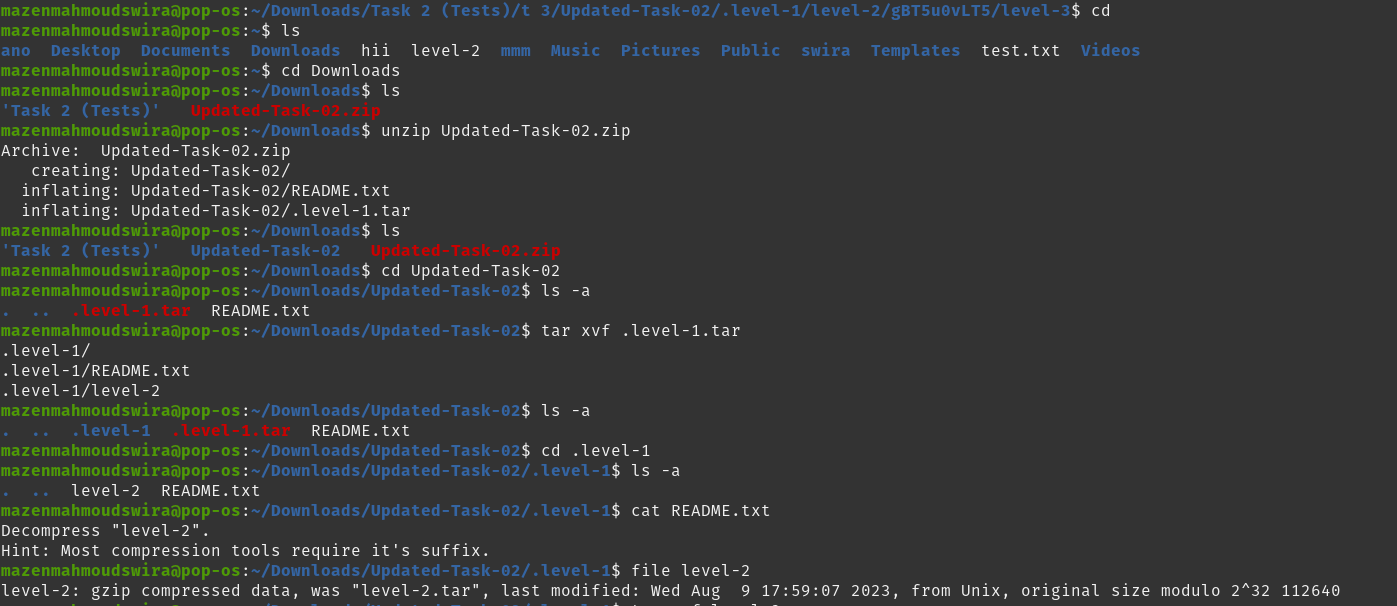 mazenmahmoudswira@pop-os:~/Downloads/Task 2 (Tests)/t 3/Updated-Task-02/.level-1/level-2/gBT5u0vLT5/level-3$ cd
mazenmahmoudswira@pop-os:~$ ls
ano  Desktop  Documents  Downloads  hii  level-2  mmm  Music  Pictures  Public  swira  Templates  test.txt  Videos
mazenmahmoudswira@pop-os:~$ cd Downloads
mazenmahmoudswira@pop-os:~/Downloads$ ls
'Task 2 (Tests)'   Updated-Task-02.zip
mazenmahmoudswira@pop-os:~/Downloads$ unzip Updated-Task-02.zip
Archive:  Updated-Task-02.zip
   creating: Updated-Task-02/
  inflating: Updated-Task-02/README.txt
  inflating: Updated-Task-02/.level-1.tar
mazenmahmoudswira@pop-os:~/Downloads$ ls
'Task 2 (Tests)'   Updated-Task-02   Updated-Task-02.zip
mazenmahmoudswira@pop-os:~/Downloads$ cd Updated-Task-02
mazenmahmoudswira@pop-os:~/Downloads/Updated-Task-02$ ls -a
.  ..  .level-1.tar  README.txt
mazenmahmoudswira@pop-os:~/Downloads/Updated-Task-02$ tar xvf .level-1.tar
.level-1/
.level-1/README.txt
.level-1/level-2
mazenmahmoudswira@pop-os:~/Downloads/Updated-Task-02$ ls -a
.  ..  .level-1  .level-1.tar  README.txt
mazenmahmoudswira@pop-os:~/Downloads/Updated-Task-02$ cd .level-1
mazenmahmoudswira@pop-os:~/Downloads/Updated-Task-02/.level-1$ ls -a
.  ..  level-2  README.txt
mazenmahmoudswira@pop-os:~/Downloads/Updated-Task-02/.level-1$ cat README.txt
Decompress "level-2".
Hint: Most compression tools require it's suffix.
mazenmahmoudswira@pop-os:~/Downloads/Updated-Task-02/.level-1$ file level-2
level-2: gzip compressed data, was "level-2.tar", last modified: Wed Aug  9 17:59:07 2023, from Unix, original size modulo 2^32 112640